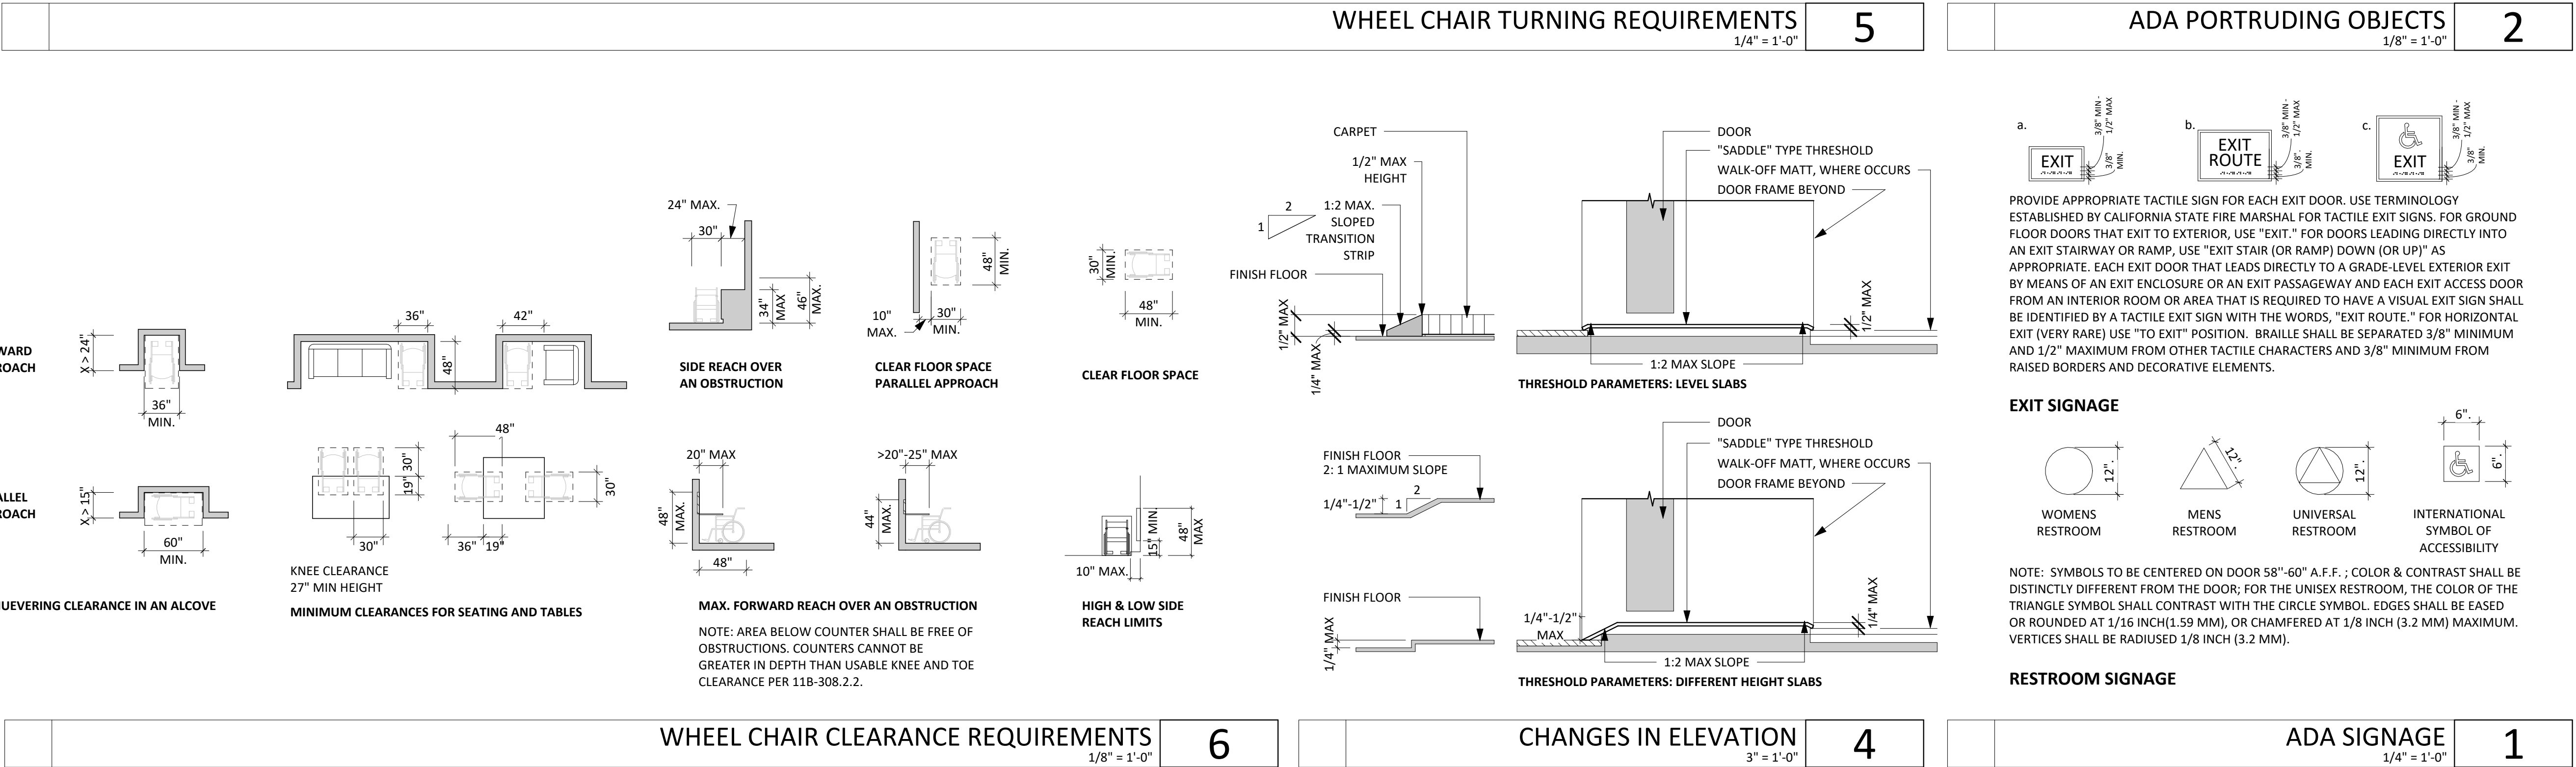 WHEEL CHAIR TURNING REQUIREMENTS
1/4" = 1'-0"
5
ADA PORTRUDING OBJECTS
1/8" = 1'-0"
2
WARD
ROACH
X > 24"
36"
MIN.
ALLEL
ROACH
X > 15"
60"
MIN.
UEVERING CLEARANCE IN AN ALCOVE
36"
42"
48"
48"
30"
19"
30"
30"
36"
19"
KNEE CLEARANCE
27" MIN HEIGHT
MINIMUM CLEARANCES FOR SEATING AND TABLES
24" MAX.
30"
34"
MAX
46"
MAX.
SIDE REACH OVER
AN OBSTRUCTION
48"
MIN.
10"
MAX.
30"
MIN.
CLEAR FLOOR SPACE
PARALLEL APPROACH
30"
MIN.
48"
MIN.
CLEAR FLOOR SPACE
20" MAX
48"
MAX.
48"
>20"-25" MAX
44"
MAX.
MAX. FORWARD REACH OVER AN OBSTRUCTION
NOTE: AREA BELOW COUNTER SHALL BE FREE OF
OBSTRUCTIONS. COUNTERS CANNOT BE
GREATER IN DEPTH THAN USABLE KNEE AND TOE
CLEARANCE PER 11B-308.2.2.
15" MIN.
48"
MAX
10" MAX.
HIGH & LOW SIDE
REACH LIMITS
WHEEL CHAIR CLEARANCE REQUIREMENTS
1/8" = 1'-0"
6
CARPET
1/2" MAX
HEIGHT
2
1
1:2 MAX.
SLOPED
TRANSITION
STRIP
FINISH FLOOR
1/2" MAX
1/4" MAX
DOOR
"SADDLE" TYPE THRESHOLD
WALK-OFF MATT, WHERE OCCURS
DOOR FRAME BEYOND
1/2" MAX
1:2 MAX SLOPE
THRESHOLD PARAMETERS: LEVEL SLABS
FINISH FLOOR
2: 1 MAXIMUM SLOPE
1/4"-1/2"
1
2
FINISH FLOOR
1/4" MAX
DOOR
"SADDLE" TYPE THRESHOLD
WALK-OFF MATT, WHERE OCCURS
DOOR FRAME BEYOND
1/4"-1/2"
MAX
1/4" MAX
1:2 MAX SLOPE
THRESHOLD PARAMETERS: DIFFERENT HEIGHT SLABS
CHANGES IN ELEVATION
3" = 1'-0"
4
a.
EXIT
3/8" MIN -
1/2" MAX
3/8"
MIN.
b.
EXIT
ROUTE
3/8" MIN -
1/2" MAX
3/8".
MIN.
c.
EXIT
3/8" MIN -
1/2" MAX
3/8"
MIN.
PROVIDE APPROPRIATE TACTILE SIGN FOR EACH EXIT DOOR. USE TERMINOLOGY
ESTABLISHED BY CALIFORNIA STATE FIRE MARSHAL FOR TACTILE EXIT SIGNS. FOR GROUND
FLOOR DOORS THAT EXIT TO EXTERIOR, USE "EXIT." FOR DOORS LEADING DIRECTLY INTO
AN EXIT STAIRWAY OR RAMP, USE "EXIT STAIR (OR RAMP) DOWN (OR UP)" AS
APPROPRIATE. EACH EXIT DOOR THAT LEADS DIRECTLY TO A GRADE-LEVEL EXTERIOR EXIT
BY MEANS OF AN EXIT ENCLOSURE OR AN EXIT PASSAGEWAY AND EACH EXIT ACCESS DOOR
FROM AN INTERIOR ROOM OR AREA THAT IS REQUIRED TO HAVE A VISUAL EXIT SIGN SHALL
BE IDENTIFIED BY A TACTILE EXIT SIGN WITH THE WORDS, "EXIT ROUTE." FOR HORIZONTAL
EXIT (VERY RARE) USE "TO EXIT" POSITION. BRAILLE SHALL BE SEPARATED 3/8" MINIMUM
AND 1/2" MAXIMUM FROM OTHER TACTILE CHARACTERS AND 3/8" MINIMUM FROM
RAISED BORDERS AND DECORATIVE ELEMENTS.
EXIT SIGNAGE
12".
WOMENS
RESTROOM
12".
MENS
RESTROOM
12".
UNIVERSAL
RESTROOM
6".
6".
INTERNATIONAL
SYMBOL OF
ACCESSIBILITY
NOTE: SYMBOLS TO BE CENTERED ON DOOR 58"-60" A.F.F. ; COLOR & CONTRAST SHALL BE
DISTINCTLY DIFFERENT FROM THE DOOR; FOR THE UNISEX RESTROOM, THE COLOR OF THE
TRIANGLE SYMBOL SHALL CONTRAST WITH THE CIRCLE SYMBOL. EDGES SHALL BE EASED
OR ROUNDED AT 1/16 INCH(1.59 MM), OR CHAMFERED AT 1/8 INCH (3.2 MM) MAXIMUM.
VERTICES SHALL BE RADIUSED 1/8 INCH (3.2 MM).
RESTROOM SIGNAGE
ADA SIGNAGE
1/4" = 1'-0"
1